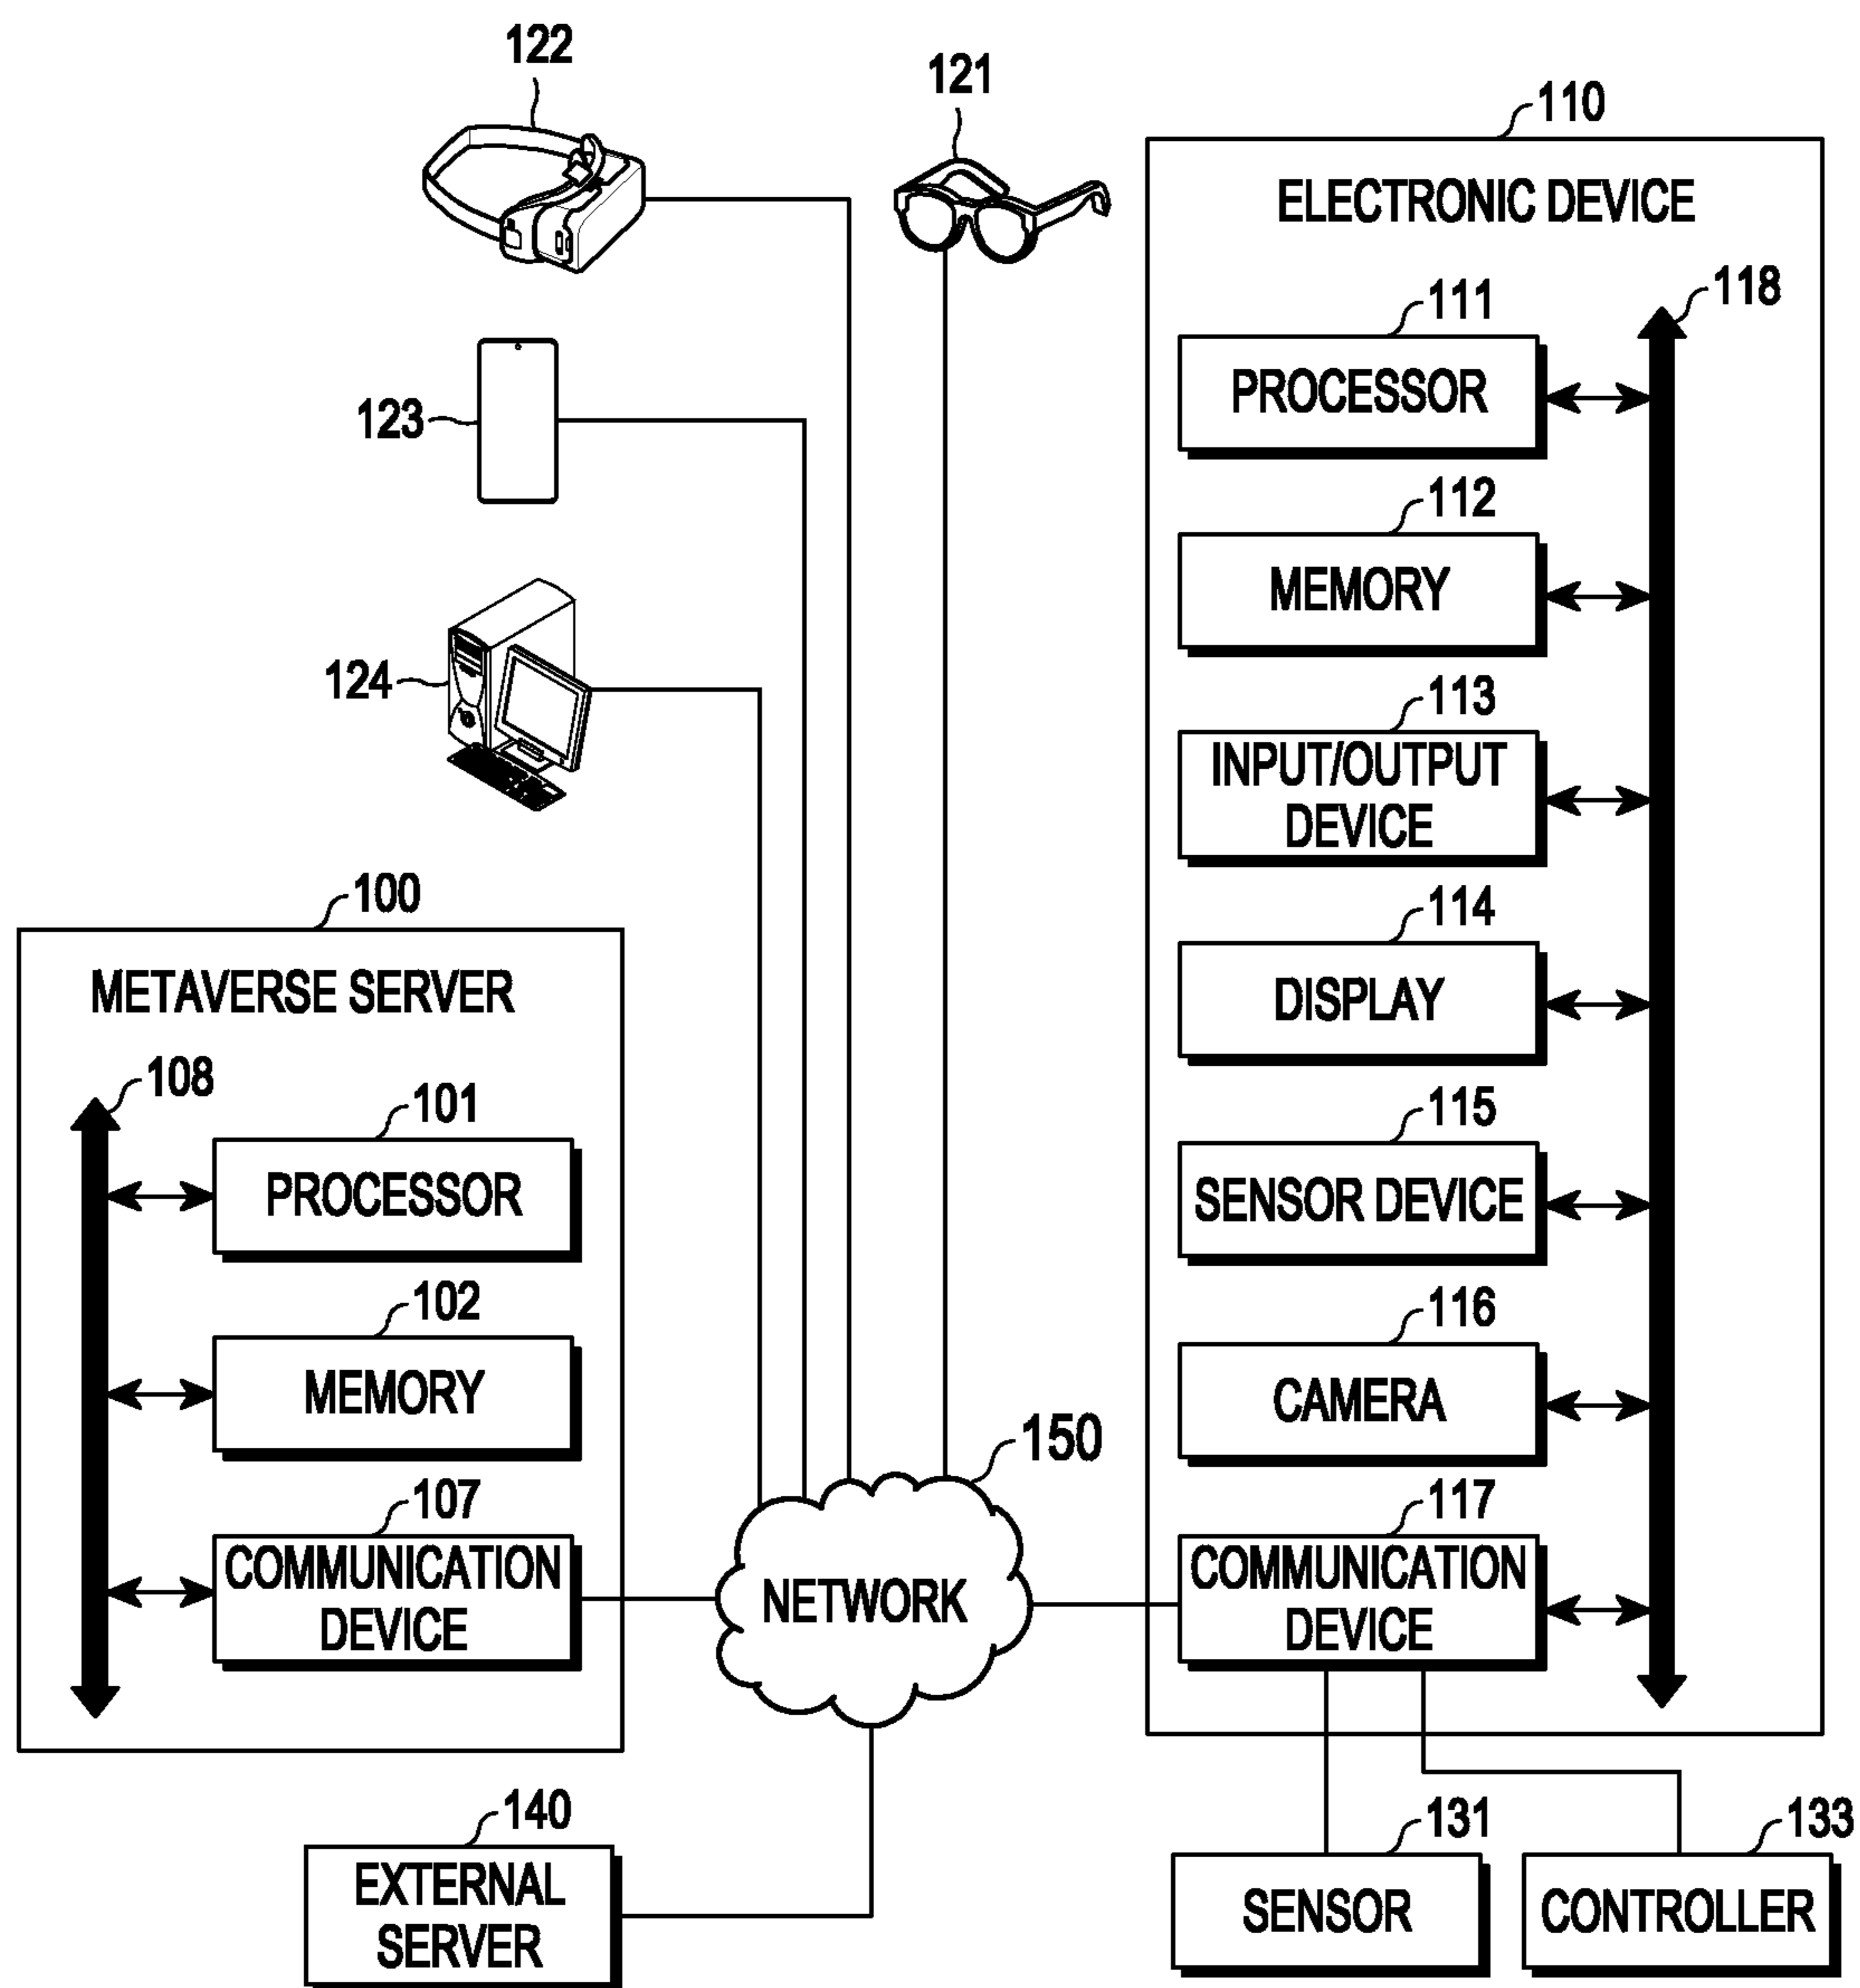 122
121
110
ELECTRONIC DEVICE
118
111
PROCESSOR
123
112
MEMORY
124
113
INPUT/OUTPUT
DEVICE
100
METAVERSE SERVER
114
DISPLAY
108
101
PROCESSOR
115
SENSOR DEVICE
102
MEMORY
116
CAMERA
150
NETWORK
107
COMMUNICATION
DEVICE
117
COMMUNICATION
DEVICE
140
EXTERNAL
SERVER
131
SENSOR
133
CONTROLLER